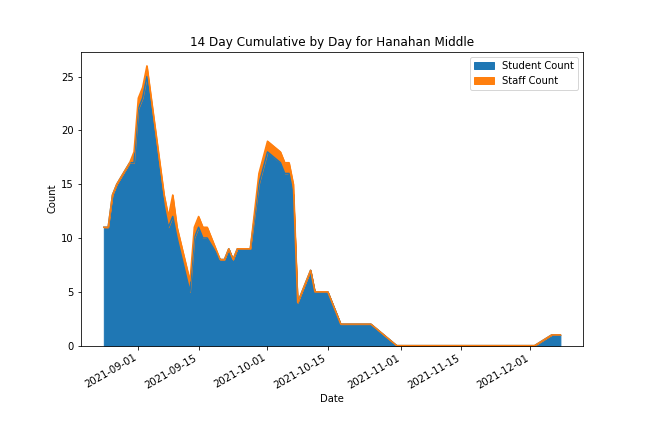 14 Day Cumulative by Day for Hanahan Middle
Student Count
Staff Count
Count
25
20
15
10
5
0
2021-09-01
2021-09-15
2021-10-01
2021-10-15
2021-11-01
2021-11-15
2021-12-01
Date